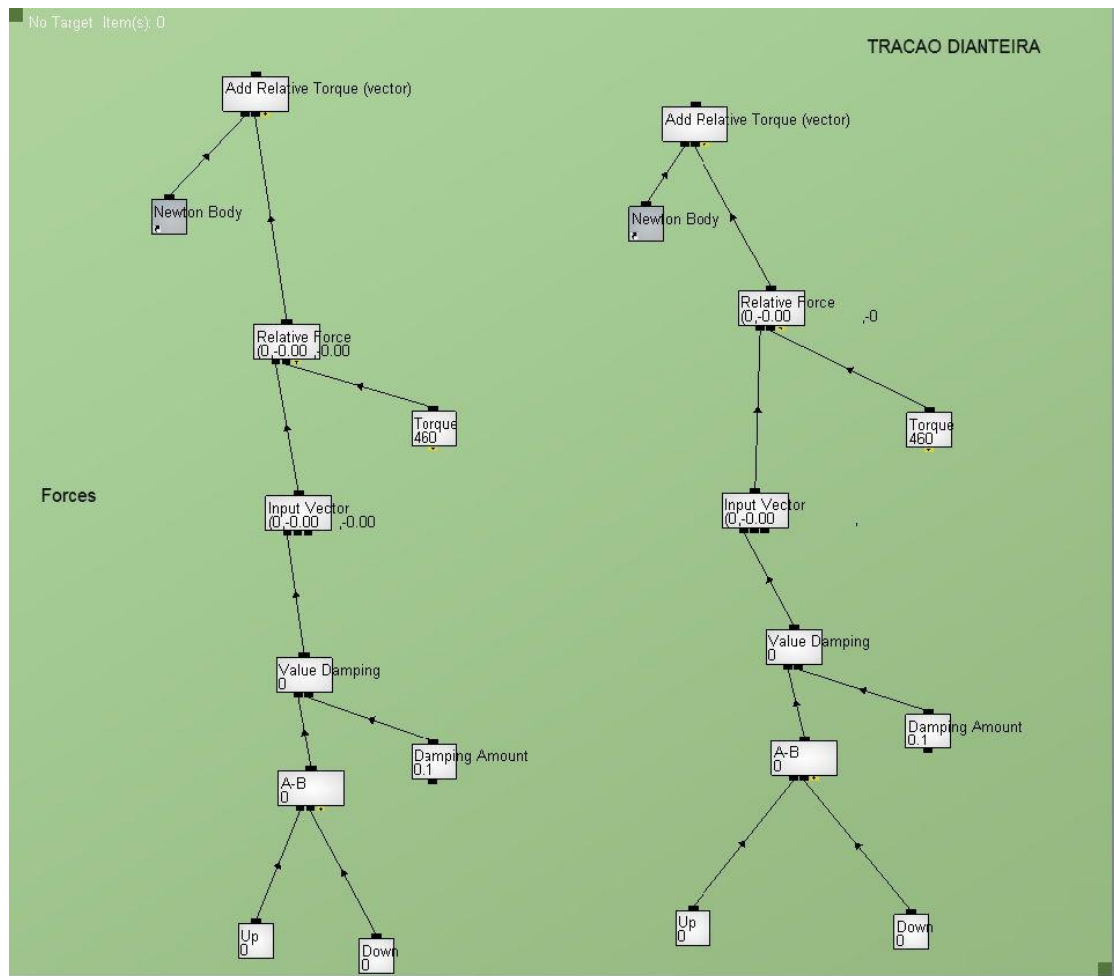 No Target Item(s): 0
TRACAO DIANTEIRA
Add Relative Torque (vector)
Add Relative Torque (vector)
Newton Body
Newton Body
Relative Force
(0,-0.00 ,-0
Relative Force
(0,-0.00 ,-0.00
Torque
460
Torque
460
Forces
Input Vector
(0,-0.00 ,-0.00
Input Vector
(0,-0.00 ,
Value Damping
0
Value Damping
0
Damping Amount
0.1
Damping Amount
0.1
A-B
0
A-B
0
Up
0
Down
0
Up
0
Down
0